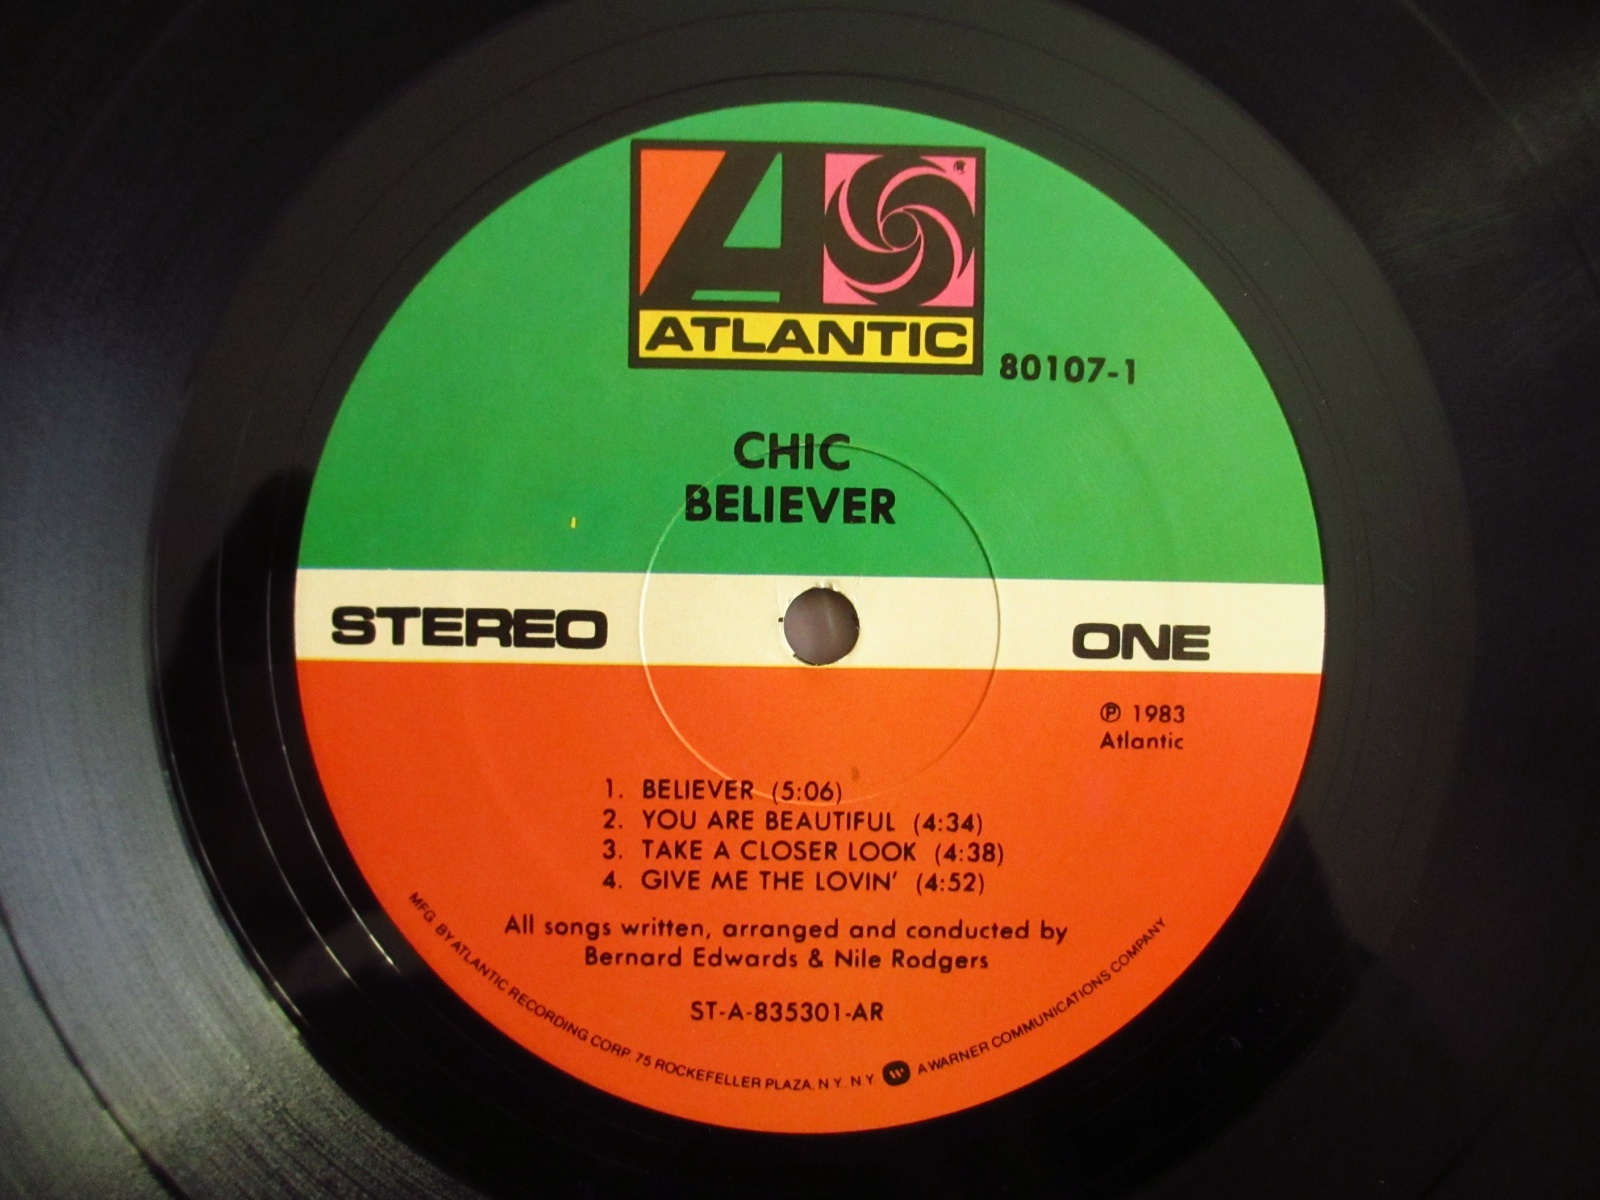 ®
ATLANTIC
80107-1
CHIC
BELIEVER
STEREO
ONE
℗ 1983
Atlantic
1. BELIEVER (5:06)
2. YOU ARE BEAUTIFUL (4:34)
3. TAKE A CLOSER LOOK (4:38)
4. GIVE ME THE LOVIN' (4:52)
All songs written, arranged and conducted by
Bernard Edwards & Nile Rodgers
ST-A-835301-AR
MFG. BY ATLANTIC RECORDING CORP. 75 ROCKEFELLER PLAZA, N.Y., N.Y. A WARNER COMMUNICATIONS COMPANY